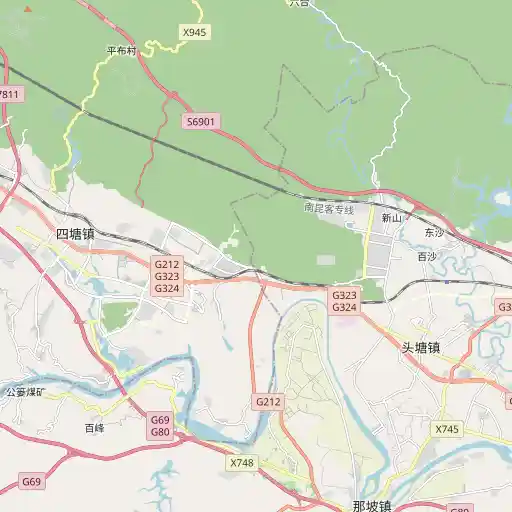 六合
X945
平布村
7811
S6901
南昆客专线
新山
四塘镇
东沙
百沙
G212
G323
G324
G323
G324
G3
头塘镇
公篓煤矿
G212
百峰
G69
G80
X745
X748
G69
那坡镇
G80